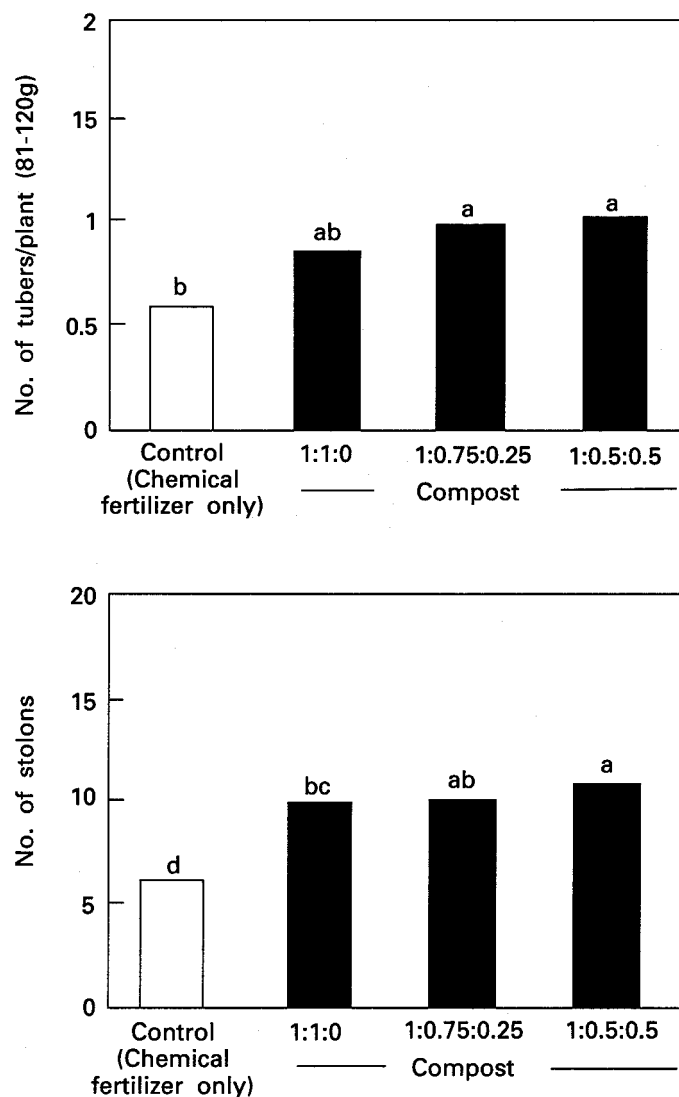 No. of tubers/plant (81-120g)
2
15
1
0.5
0
b
ab
a
a
Control
(Chemical
fertilizer only)
1:1:0
1:0.75:0.25
1:0.5:0.5
Compost
No. of stolons
20
15
10
5
0
d
bc
ab
a
Control
(Chemical
fertilizer only)
1:1:0
1:0.75:0.25
1:0.5:0.5
Compost